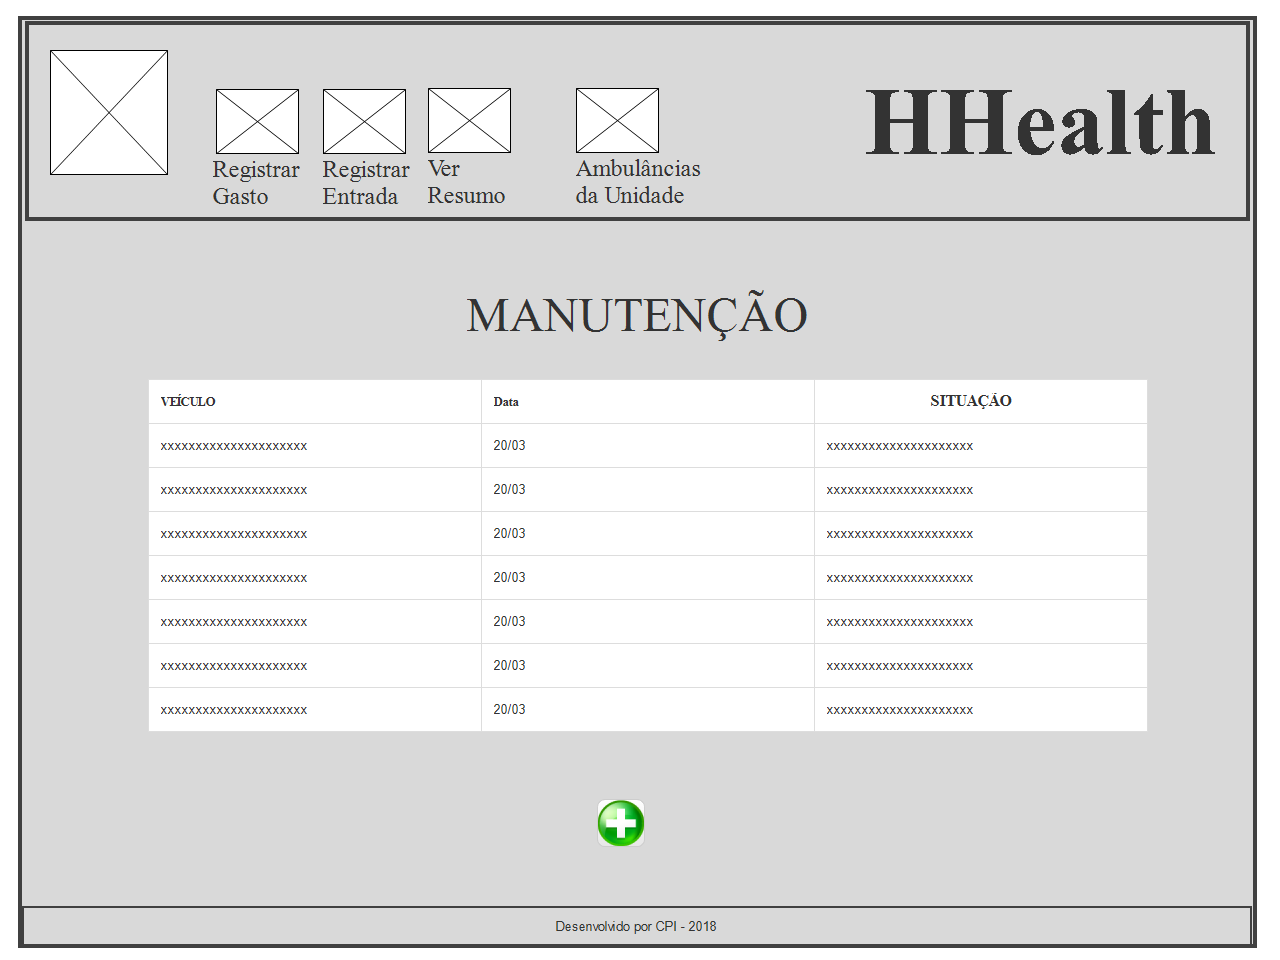 HHealth
Registrar
Gasto
Registrar
Entrada
Ver
Resumo
Ambulâncias
da Unidade
MANUTENÇÃO
VEÍCULO Data SITUAÇÃO
xxxxxxxxxxxxxxxxxxxxx 20/03 xxxxxxxxxxxxxxxxxxxxx
xxxxxxxxxxxxxxxxxxxxx 20/03 xxxxxxxxxxxxxxxxxxxxx
xxxxxxxxxxxxxxxxxxxxx 20/03 xxxxxxxxxxxxxxxxxxxxx
xxxxxxxxxxxxxxxxxxxxx 20/03 xxxxxxxxxxxxxxxxxxxxx
xxxxxxxxxxxxxxxxxxxxx 20/03 xxxxxxxxxxxxxxxxxxxxx
xxxxxxxxxxxxxxxxxxxxx 20/03 xxxxxxxxxxxxxxxxxxxxx
xxxxxxxxxxxxxxxxxxxxx 20/03 xxxxxxxxxxxxxxxxxxxxx
Desenvolvido por CPI - 2018